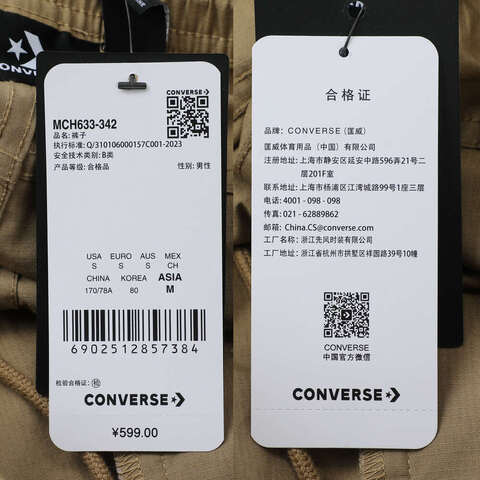 CONVERSE
MCH633-342
品名: 裤子
执行标准: Q/310106000157C001-2023
安全技术类别: B类
产品等级: 合格品 性别: 男性
USA EURO AUS MEX
S S S CH
CHINA KOREA ASIA
170/78A 80 M
6902512857384
检验合格证: 检
CONVERSE
¥599.00
合格证
品牌: CONVERSE (匡威)
匡威体育用品（中国）有限公司
注册地址: 上海市静安区延安中路596弄21号二
层201F室
联系地址: 上海市杨浦区江湾城路99号1座三层
电话: 4001 - 098 - 098
传真: 021 - 62889862
邮箱: China.CS@converse.com
工厂名称: 浙江先风时装有限公司
工厂地址: 浙江省杭州市拱墅区祥园路39号10幢
CONVERSE
中国官方微信
CONVERSE